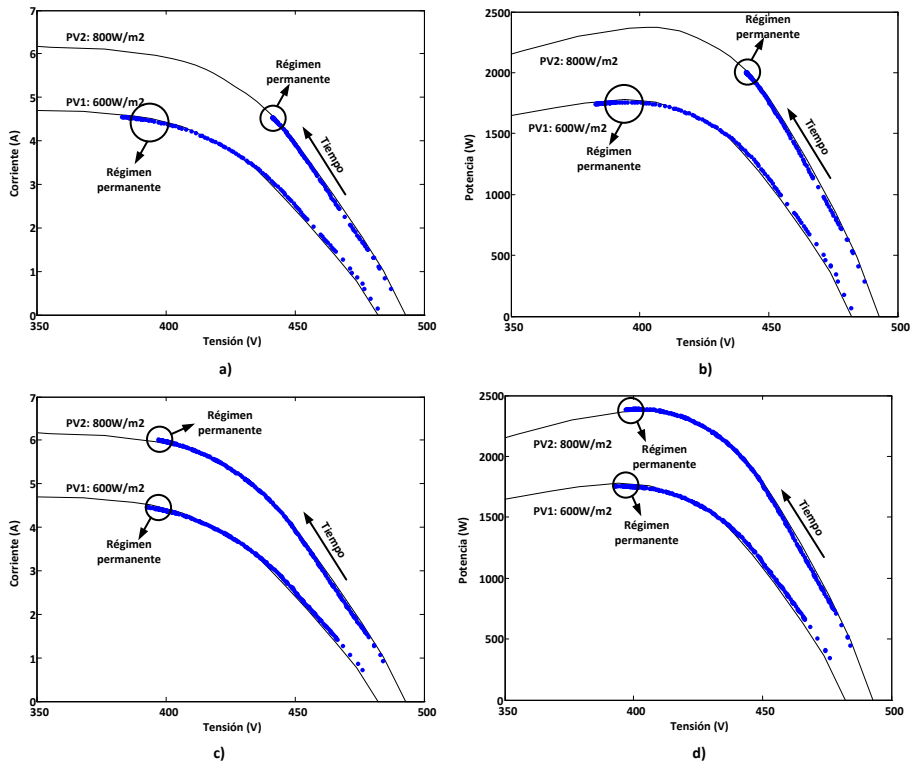 7
6
5
4
3
2
1
0
Corriente (A)
PV2: 800W/m2
PV1: 600W/m2
Régimen
permanente
Régimen
permanente
Tiempo
350
400
450
500
Tensión (V)
a)
2500
2000
1500
1000
500
0
Potencia (W)
PV2: 800W/m2
PV1: 600W/m2
Régimen
permanente
Régimen
permanente
Tiempo
350
400
450
500
Tensión (V)
b)
7
6
5
4
3
2
1
0
Corriente (A)
PV2: 800W/m2
PV1: 600W/m2
Régimen
permanente
Régimen
permanente
Tiempo
350
400
450
500
Tensión (V)
c)
2500
2000
1500
1000
500
0
Potencia (W)
PV2: 800W/m2
PV1: 600W/m2
Régimen
permanente
Régimen
permanente
Tiempo
350
400
450
500
Tensión (V)
d)